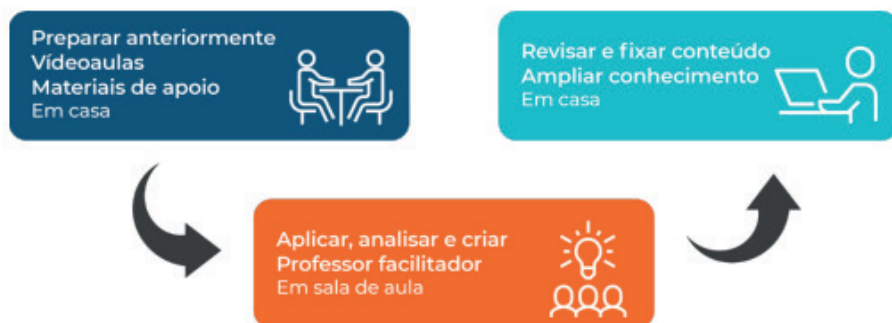 Preparar anteriormente
Vídeoaulas
Materiais de apoio
Em casa
Aplicar, analisar e criar
Professor facilitador
Em sala de aula
Revisar e fixar conteúdo
Ampliar conhecimento
Em casa